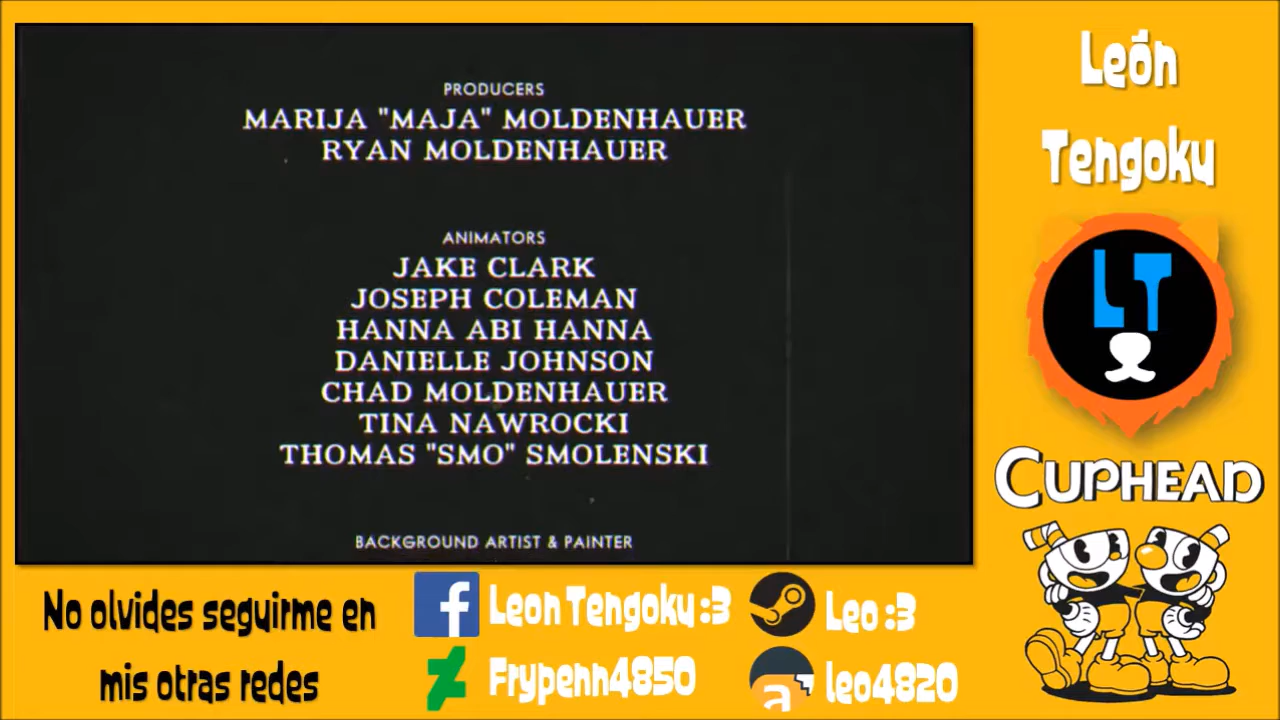 PRODUCERS
MARIJA "MAJA" MOLDENHAUER
RYAN MOLDENHAUER
ANIMATORS
JAKE CLARK
JOSEPH COLEMAN
HANNA ABI HANNA
DANIELLE JOHNSON
CHAD MOLDENHAUER
TINA NAWROCKI
THOMAS "SMO" SMOLENSKI
BACKGROUND ARTIST & PAINTER
León
Tengoku
LT
CUPHEAD
No olvides seguirme en
mis otras redes
f
Leon Tengoku :3
Leo :3
Frypenn4850
a
leo4820